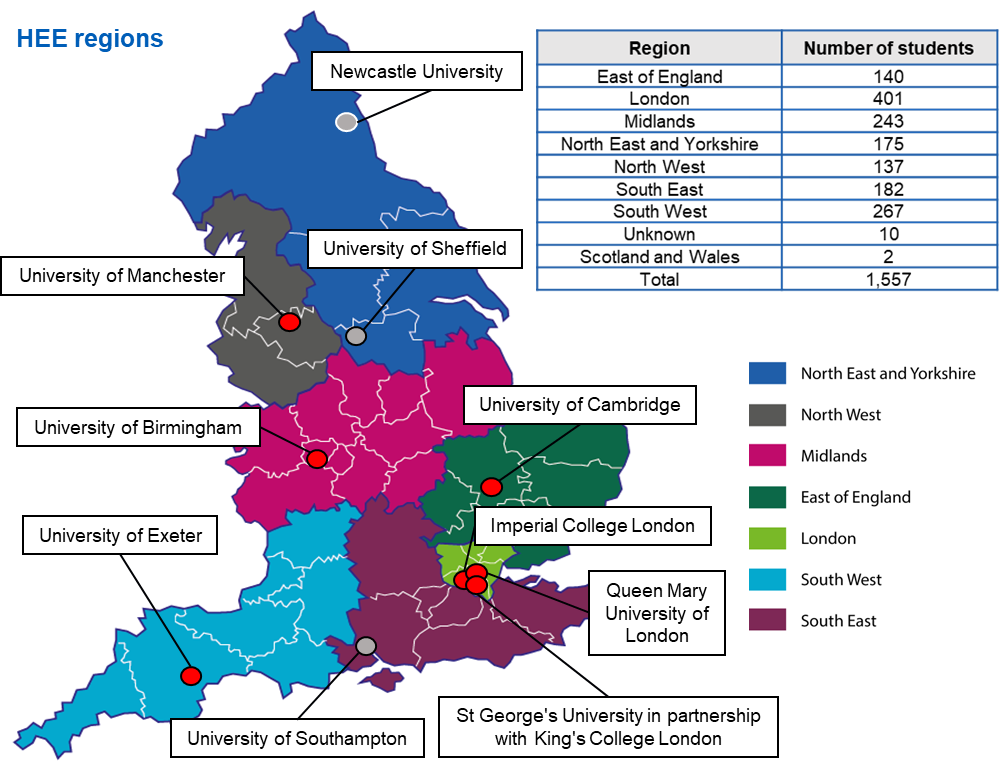 HEE regions
Region Number of students
East of England 140
London 401
Midlands 243
North East and Yorkshire 175
North West 137
South East 182
South West 267
Unknown 10
Scotland and Wales 2
Total 1,557
Newcastle University
University of Sheffield
University of Manchester
University of Cambridge
University of Birmingham
Imperial College London
University of Exeter
Queen Mary
University of
London
St George's University in partnership
with King's College London
University of Southampton
North East and Yorkshire
North West
Midlands
East of England
London
South West
South East